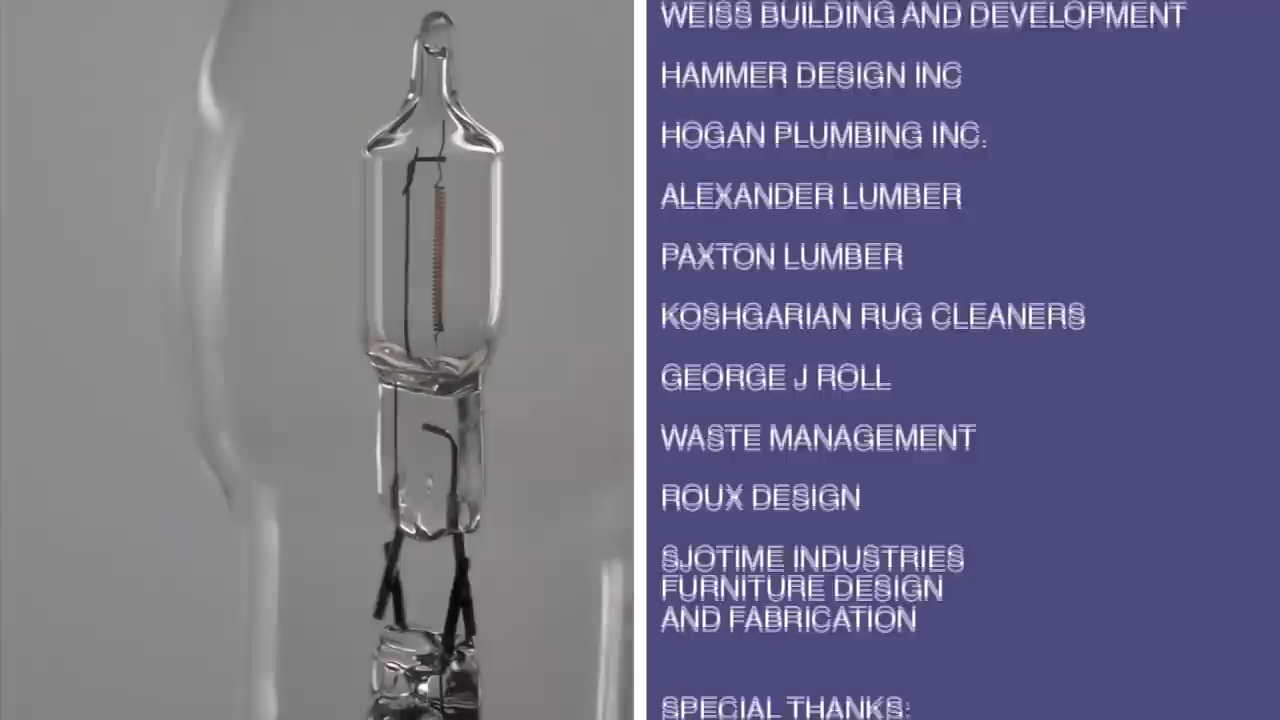 WEISS BUILDING AND DEVELOPMENT
HAMMER DESIGN INC
HOGAN PLUMBING INC.
ALEXANDER LUMBER
PAXTON LUMBER
KOSHGARIAN RUG CLEANERS
GEORGE J ROLL
WASTE MANAGEMENT
ROUX DESIGN
SJOTIME INDUSTRIES
FURNITURE DESIGN
AND FABRICATION
SPECIAL THANKS: